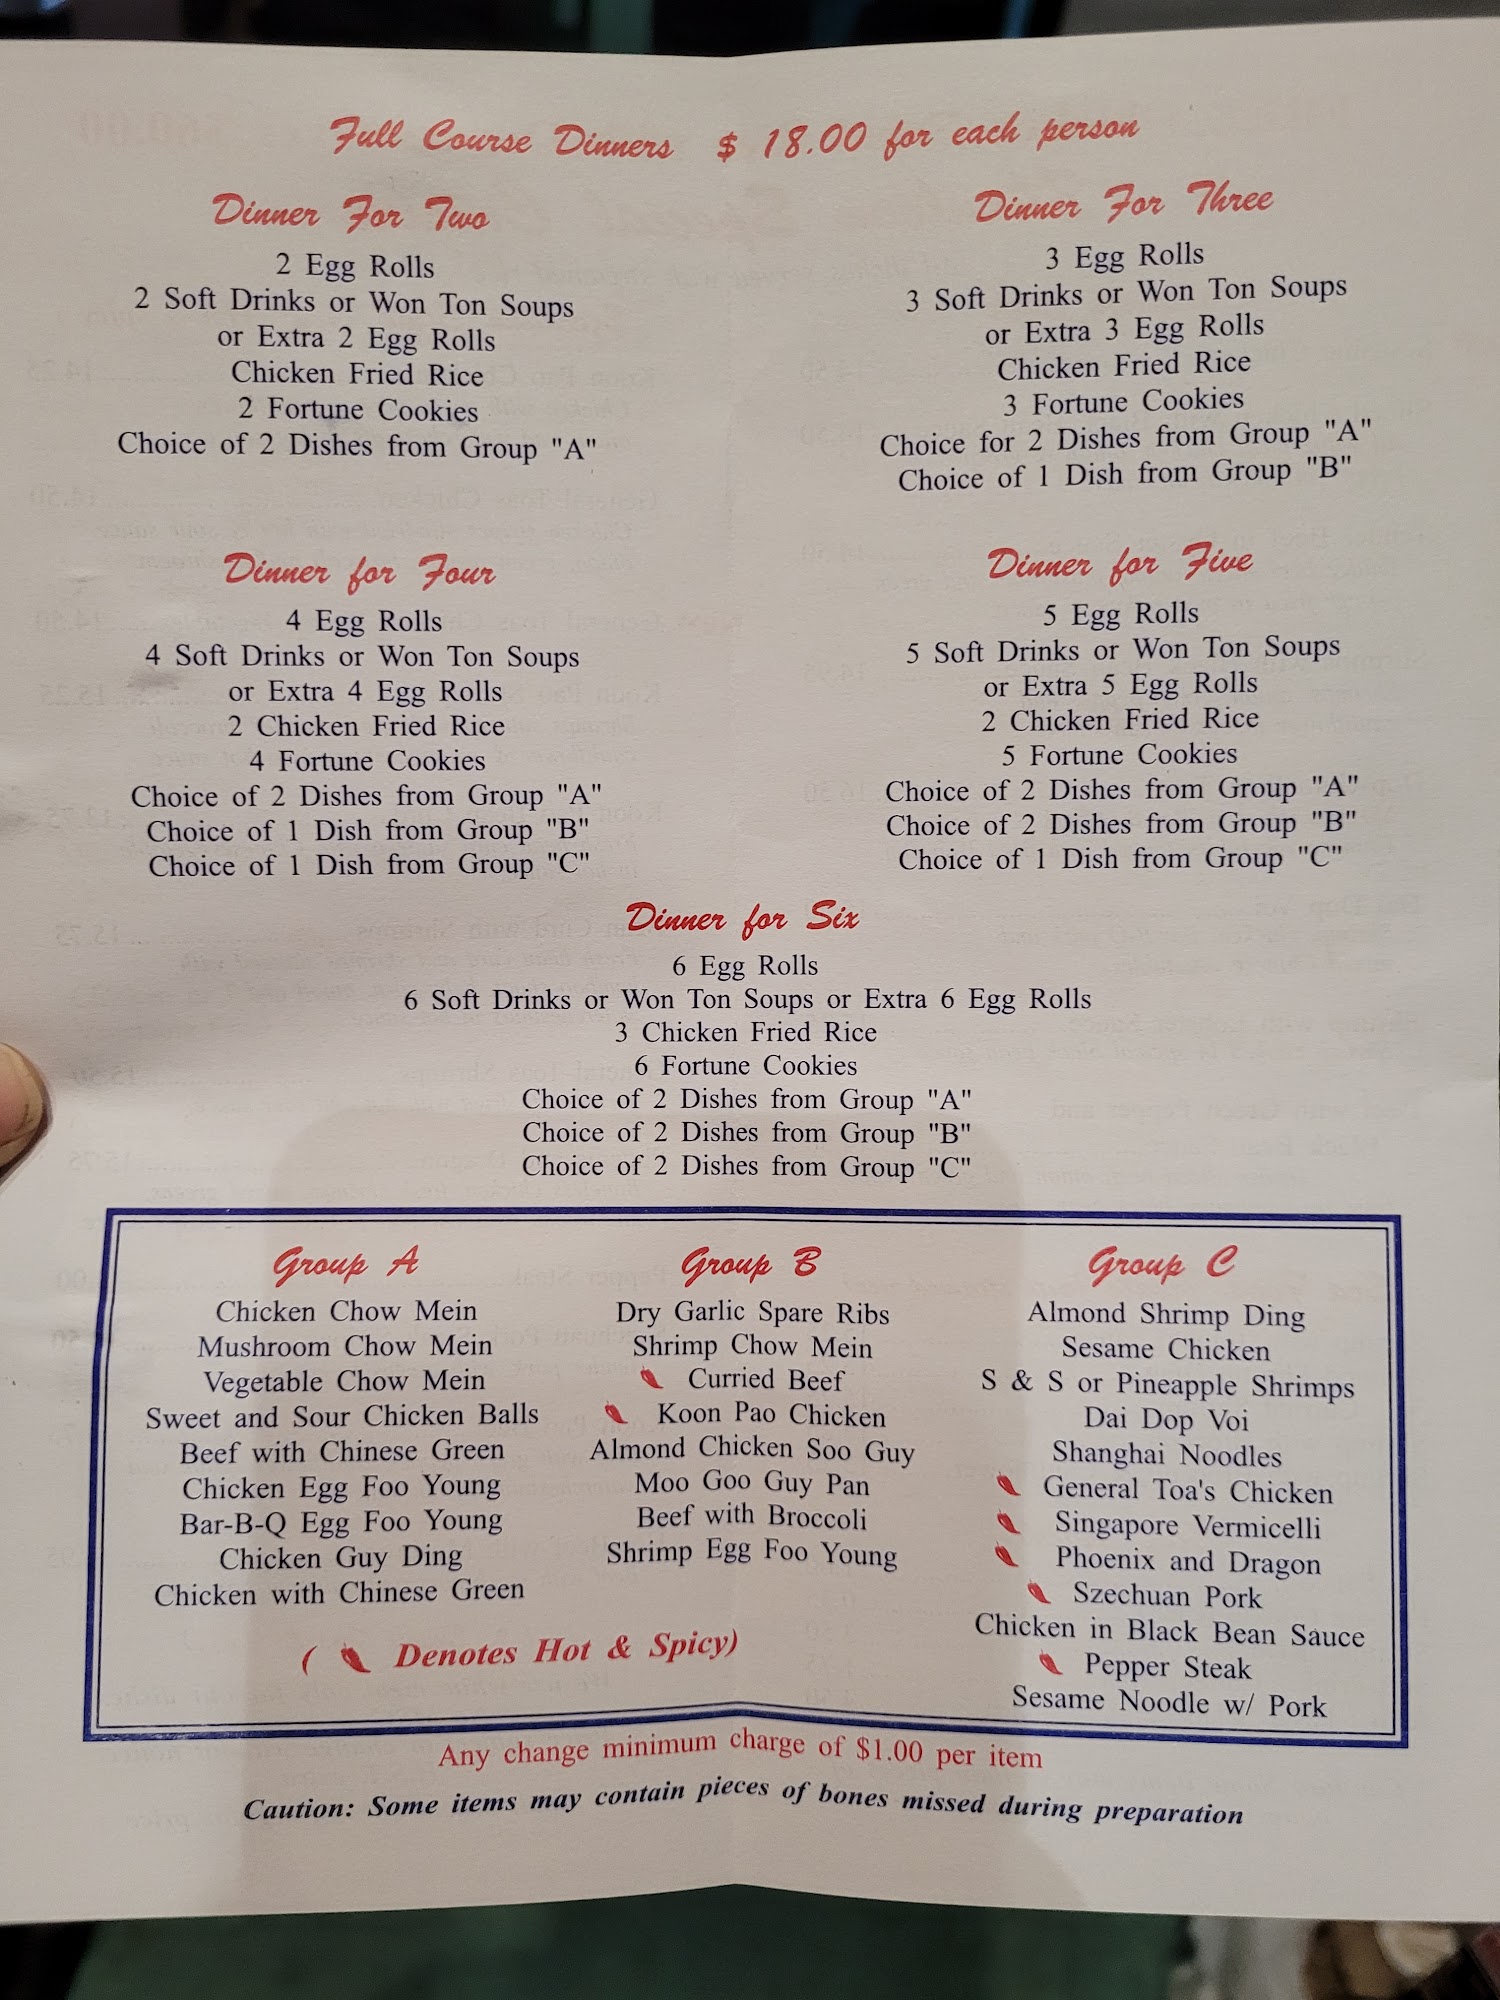 Full Course Dinners $ 18.00 for each person
Dinner For Two
2 Egg Rolls
2 Soft Drinks or Won Ton Soups
or Extra 2 Egg Rolls
Chicken Fried Rice
2 Fortune Cookies
Choice of 2 Dishes from Group "A"
Dinner For Three
3 Egg Rolls
3 Soft Drinks or Won Ton Soups
or Extra 3 Egg Rolls
Chicken Fried Rice
3 Fortune Cookies
Choice for 2 Dishes from Group "A"
Choice of 1 Dish from Group "B"
Dinner for Four
4 Egg Rolls
4 Soft Drinks or Won Ton Soups
or Extra 4 Egg Rolls
2 Chicken Fried Rice
4 Fortune Cookies
Choice of 2 Dishes from Group "A"
Choice of 1 Dish from Group "B"
Choice of 1 Dish from Group "C"
Dinner for Five
5 Egg Rolls
5 Soft Drinks or Won Ton Soups
or Extra 5 Egg Rolls
2 Chicken Fried Rice
5 Fortune Cookies
Choice of 2 Dishes from Group "A"
Choice of 2 Dishes from Group "B"
Choice of 1 Dish from Group "C"
Dinner for Six
6 Egg Rolls
6 Soft Drinks or Won Ton Soups or Extra 6 Egg Rolls
3 Chicken Fried Rice
6 Fortune Cookies
Choice of 2 Dishes from Group "A"
Choice of 2 Dishes from Group "B"
Choice of 2 Dishes from Group "C"
Group A
Chicken Chow Mein
Mushroom Chow Mein
Vegetable Chow Mein
Sweet and Sour Chicken Balls
Beef with Chinese Green
Chicken Egg Foo Young
Bar-B-Q Egg Foo Young
Chicken Guy Ding
Chicken with Chinese Green
Group B
Dry Garlic Spare Ribs
Shrimp Chow Mein
Curried Beef
Koon Pao Chicken
Almond Chicken Soo Guy
Moo Goo Guy Pan
Beef with Broccoli
Shrimp Egg Foo Young
Group C
Almond Shrimp Ding
Sesame Chicken
S & S or Pineapple Shrimps
Dai Dop Voi
Shanghai Noodles
General Toa's Chicken
Singapore Vermicelli
Phoenix and Dragon
Szechuan Pork
Chicken in Black Bean Sauce
Pepper Steak
Sesame Noodle w/ Pork
( Denotes Hot & Spicy)
Any change minimum charge of $1.00 per item
Caution: Some items may contain pieces of bones missed during preparation